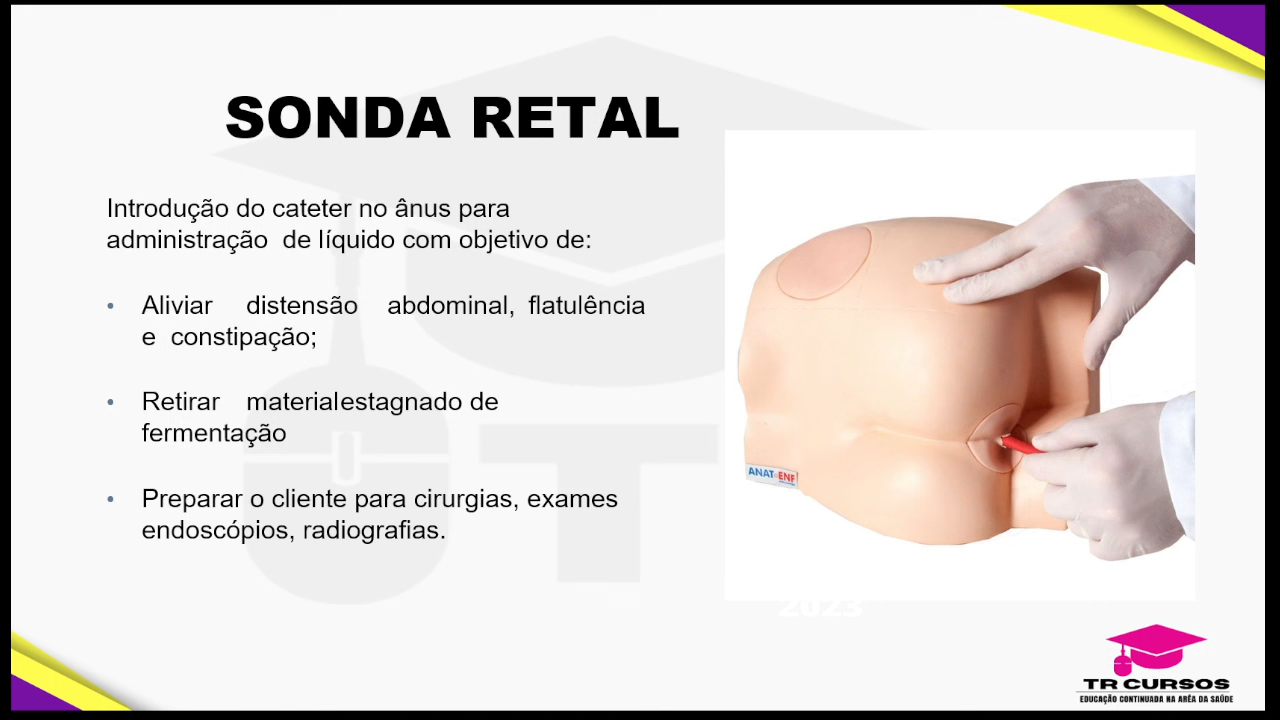 SONDA RETAL
Introdução do cateter no ânus para
administração de líquido com objetivo de:
• Aliviar distensão abdominal, flatulência
e constipação;
• Retirar materialestagnado de
fermentação
• Preparar o cliente para cirurgias, exames
endoscópios, radiografias.
ANAT ENF
2023
TR CURSOS
EDUCAÇÃO CONTINUADA NA ARÊA DA SAÚDE